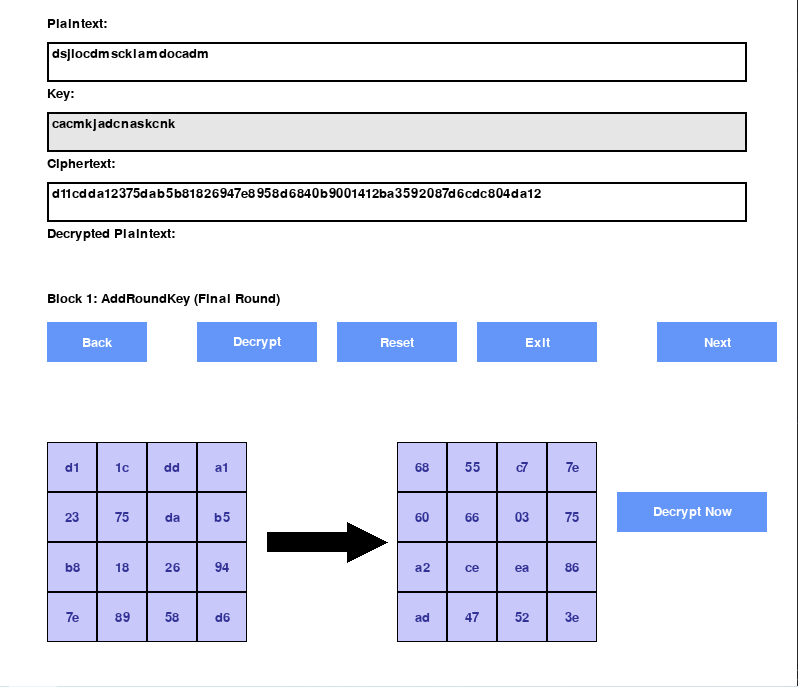 Plaintext:
dsjlocdmscklamdocadm
Key:
cacmkjadcnaskcnk
Ciphertext:
d11cdda12375dab5b81826947e8958d6840b9001412ba3592087d6cdc804da12
Decrypted Plaintext:
Block 1: AddRoundKey (Final Round)
Back Decrypt Reset Exit Next
d1 1c dd a1 68 55 c7 7e
23 75 da b5 60 66 03 75
Decrypt Now
b8 18 26 94 a2 ce ea 86
7e 89 58 d6 ad 47 52 3e